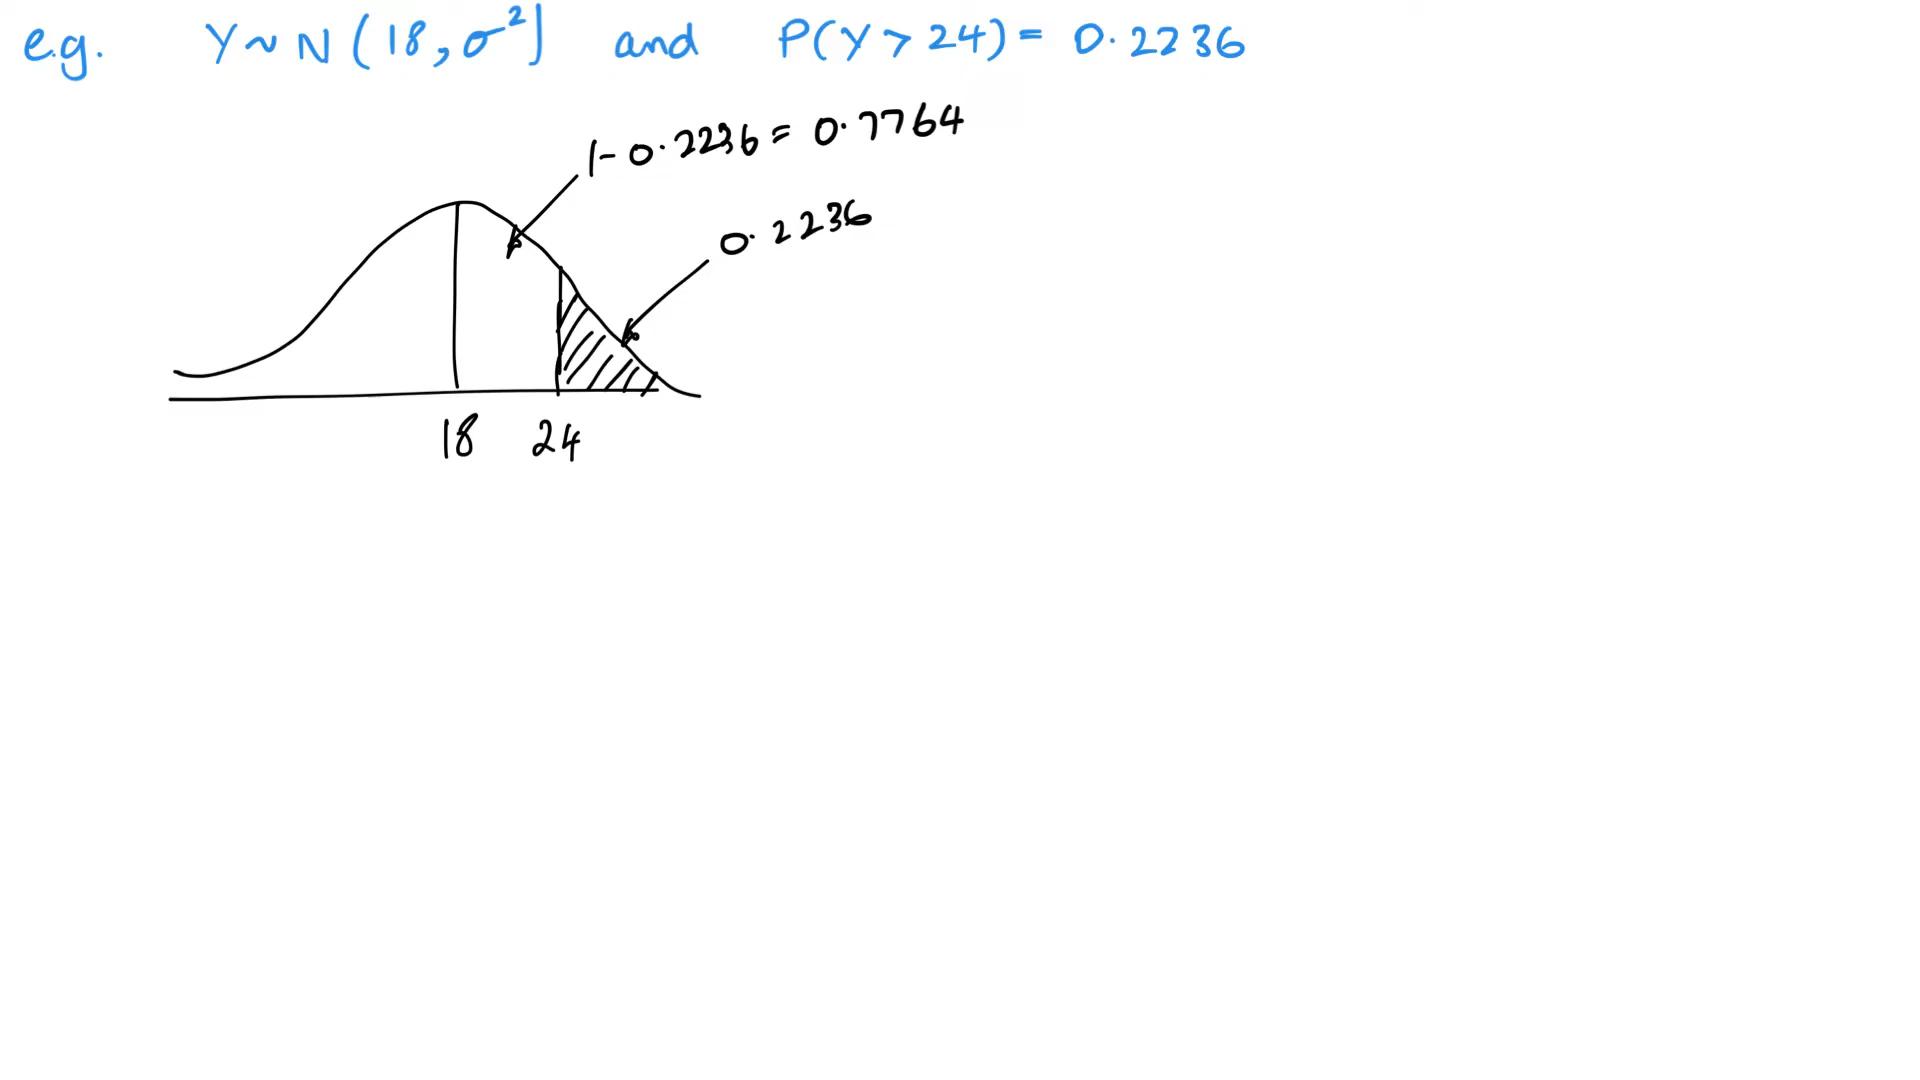 e.g. Y ~ N (18, σ²] and P(Y > 24) = 0.2236
1 - 0.2236 = 0.7764
0.2236
18 24